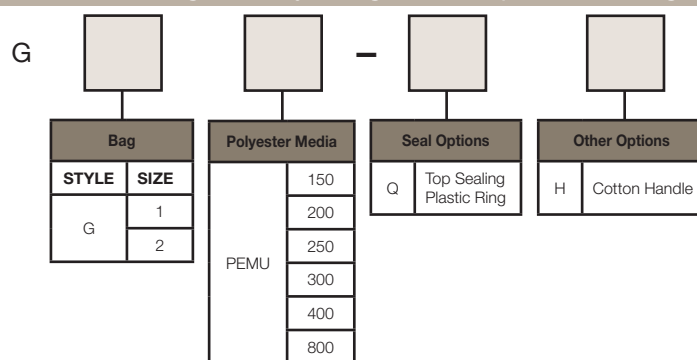 G –
Bag
STYLE SIZE
G
1
2
Polyester Media
PEMU
150
200
250
300
400
800
Seal Options
Q Top Sealing
Plastic Ring
Other Options
H Cotton Handle